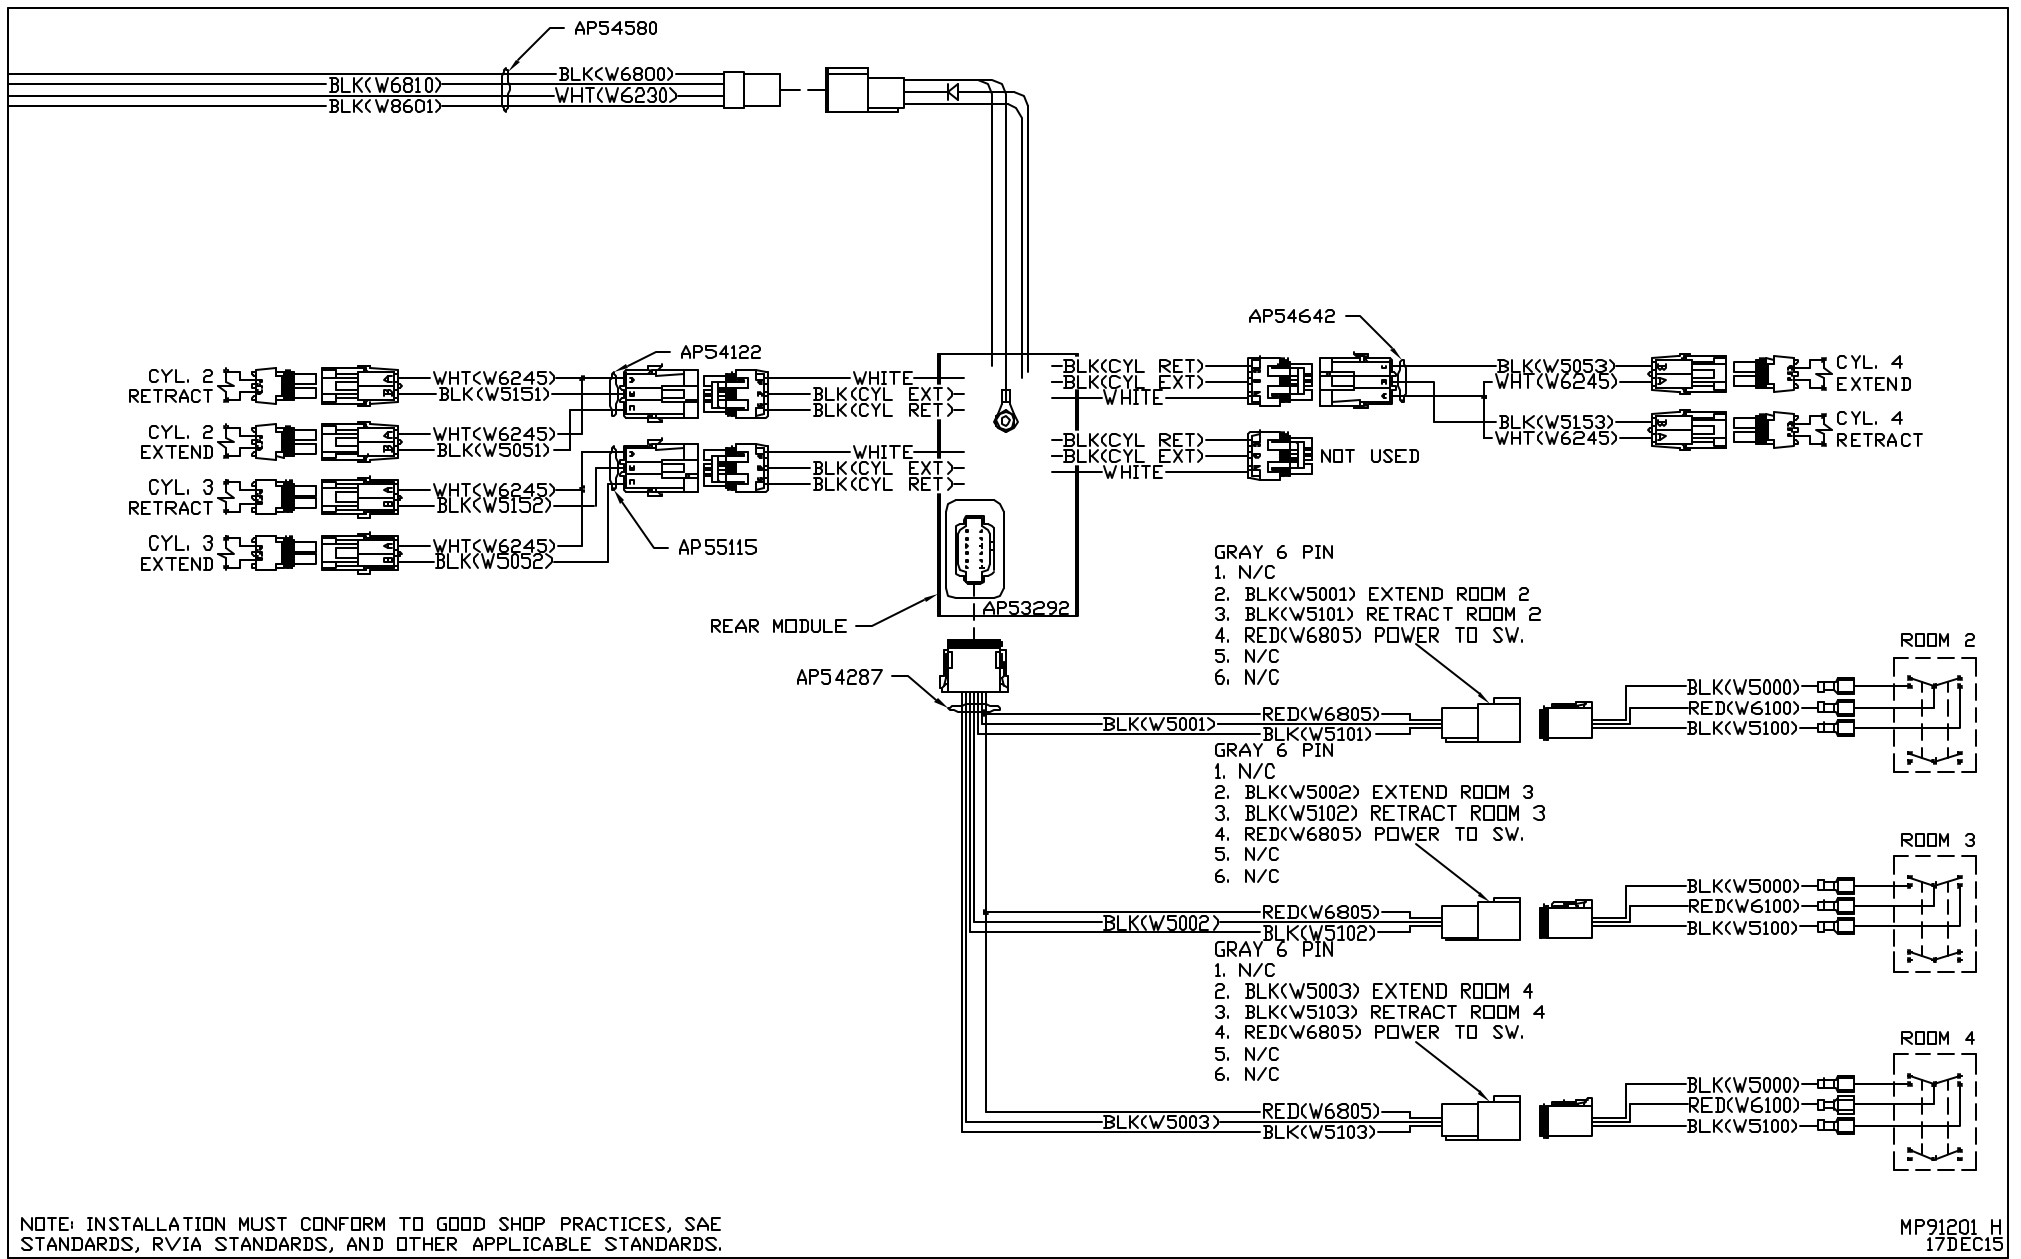 AP54580
BLK(W6800)
BLK(W6810)
WHT(W6230)
BLK(W8601)
AP54642
AP54122
CYL. 2
RETRACT
WHT(W6245)
BLK(W5151)
WHITE
BLK(CYL EXT)
BLK(CYL RET)
CYL. 2
EXTEND
WHT(W6245)
BLK(W5051)
WHITE
BLK(CYL EXT)
BLK(CYL RET)
CYL. 3
RETRACT
WHT(W6245)
BLK(W5152)
CYL. 3
EXTEND
WHT(W6245)
BLK(W5052)
AP55115
BLK(CYL RET)
BLK(CYL EXT)
WHITE
BLK(W5053)
WHT(W6245)
CYL. 4
EXTEND
BLK(W5153)
WHT(W6245)
CYL. 4
RETRACT
BLK(CYL RET)
BLK(CYL EXT)
WHITE
NOT USED
AP53292
REAR MODULE
AP54287
GRAY 6 PIN
1. N/C
2. BLK(W5001) EXTEND ROOM 2
3. BLK(W5101) RETRACT ROOM 2
4. RED(W6805) POWER TO SW.
5. N/C
6. N/C
ROOM 2
RED(W6805)
BLK(W5001)
BLK(W5101)
BLK(W5000)
RED(W6100)
BLK(W5100)
GRAY 6 PIN
1. N/C
2. BLK(W5002) EXTEND ROOM 3
3. BLK(W5102) RETRACT ROOM 3
4. RED(W6805) POWER TO SW.
5. N/C
6. N/C
ROOM 3
RED(W6805)
BLK(W5002)
BLK(W5102)
BLK(W5000)
RED(W6100)
BLK(W5100)
GRAY 6 PIN
1. N/C
2. BLK(W5003) EXTEND ROOM 4
3. BLK(W5103) RETRACT ROOM 4
4. RED(W6805) POWER TO SW.
5. N/C
6. N/C
ROOM 4
RED(W6805)
BLK(W5003)
BLK(W5103)
BLK(W5000)
RED(W6100)
BLK(W5100)
NOTE: INSTALLATION MUST CONFORM TO GOOD SHOP PRACTICES, SAE
STANDARDS, RVIA STANDARDS, AND OTHER APPLICABLE STANDARDS.
MP91201 H
17DEC15